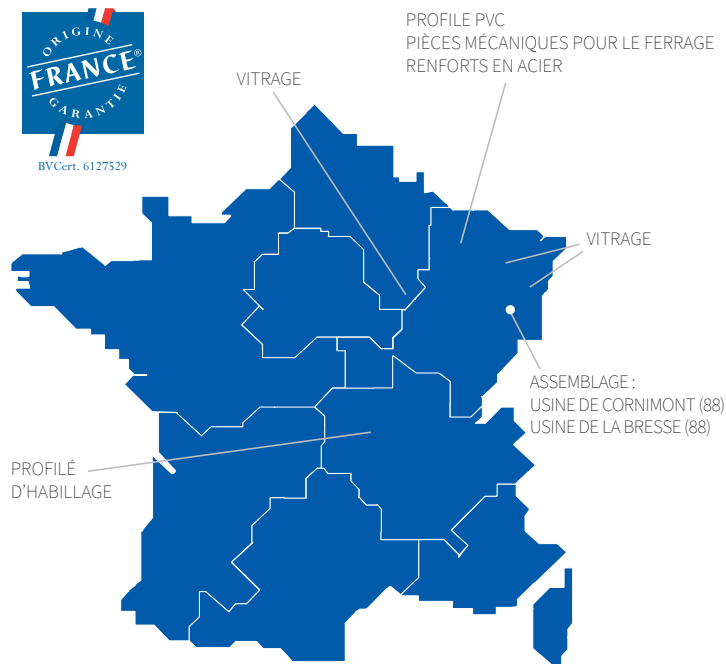 ORIGINE
FRANCE®
GARANTIE
BVCert. 6127529
PROFILE PVC
PIÈCES MÉCANIQUES POUR LE FERRAGE
RENFORTS EN ACIER
VITRAGE
VITRAGE
ASSEMBLAGE :
USINE DE CORNIMONT (88)
USINE DE LA BRESSE (88)
PROFILÉ
D'HABILLAGE